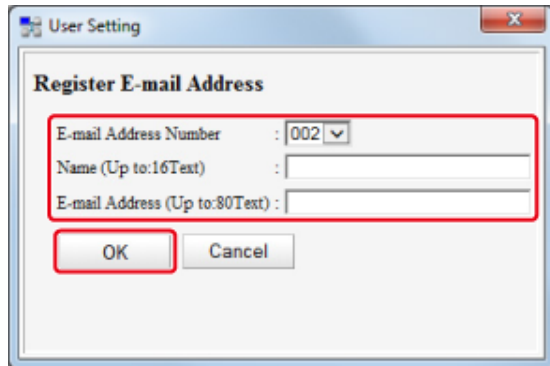 User Setting
Register E-mail Address
E-mail Address Number : 002
Name (Up to:16Text) :
E-mail Address (Up to:80Text) :
OK Cancel